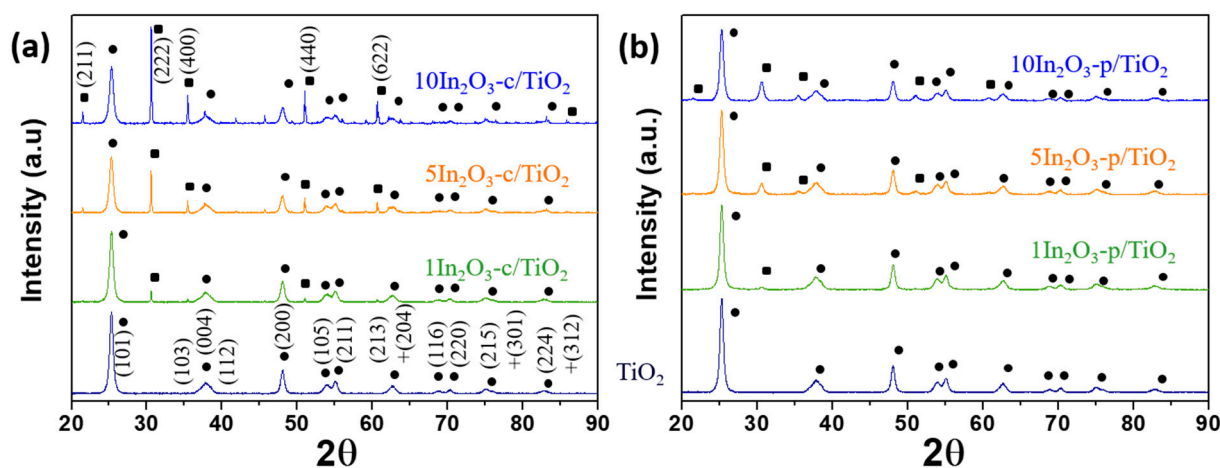 (a)
Intensity (a.u)
(211)
(222)
(400)
(440)
(622)
10In₂O₃-c/TiO₂
5In₂O₃-c/TiO₂
1In₂O₃-c/TiO₂
(101)
(103)
(004)
(112)
(200)
(105)
(211)
(213)
+(204)
(116)
(220)
(215)
+(301)
(224)
+(312)
20 30 40 50 60 70 80 90
2θ
(b)
Intensity (a.u.)
10In₂O₃-p/TiO₂
5In₂O₃-p/TiO₂
1In₂O₃-p/TiO₂
TiO₂
20 30 40 50 60 70 80 90
2θ